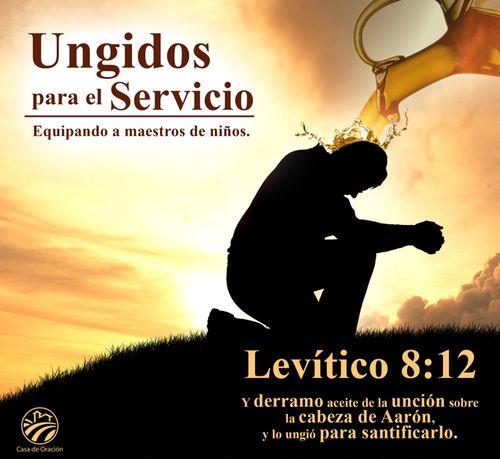 Ungidos
para el Servicio
Equipando a maestros de niños.
Levítico 8:12
Y derramo aceite de la unción sobre
la cabeza de Aarón,
y lo ungió para santificarlo.
Casa de Oración